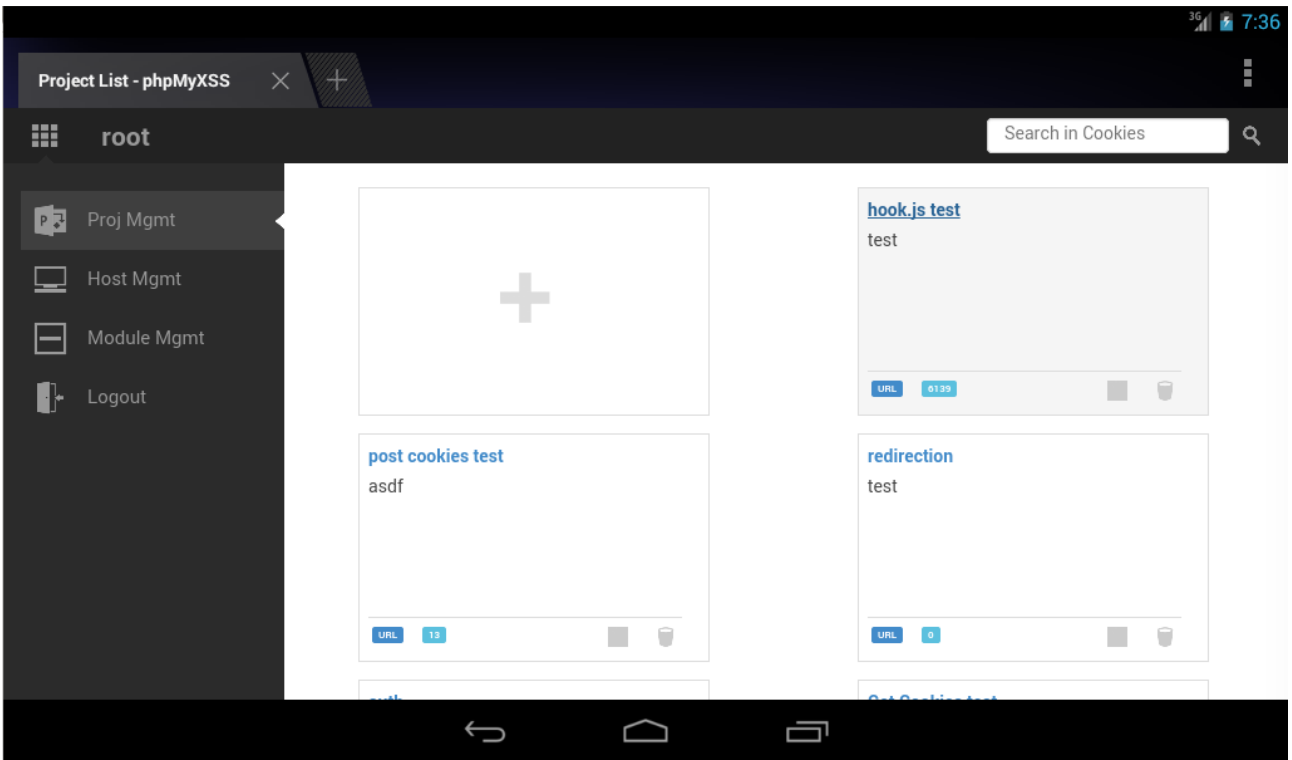 3G 7:36
Project List - phpMyXSS
root
Search in Cookies
Proj Mgmt
Host Mgmt
Module Mgmt
Logout
hook.js test
test
URL 6139
post cookies test
asdf
URL 13
redirection
test
URL 0